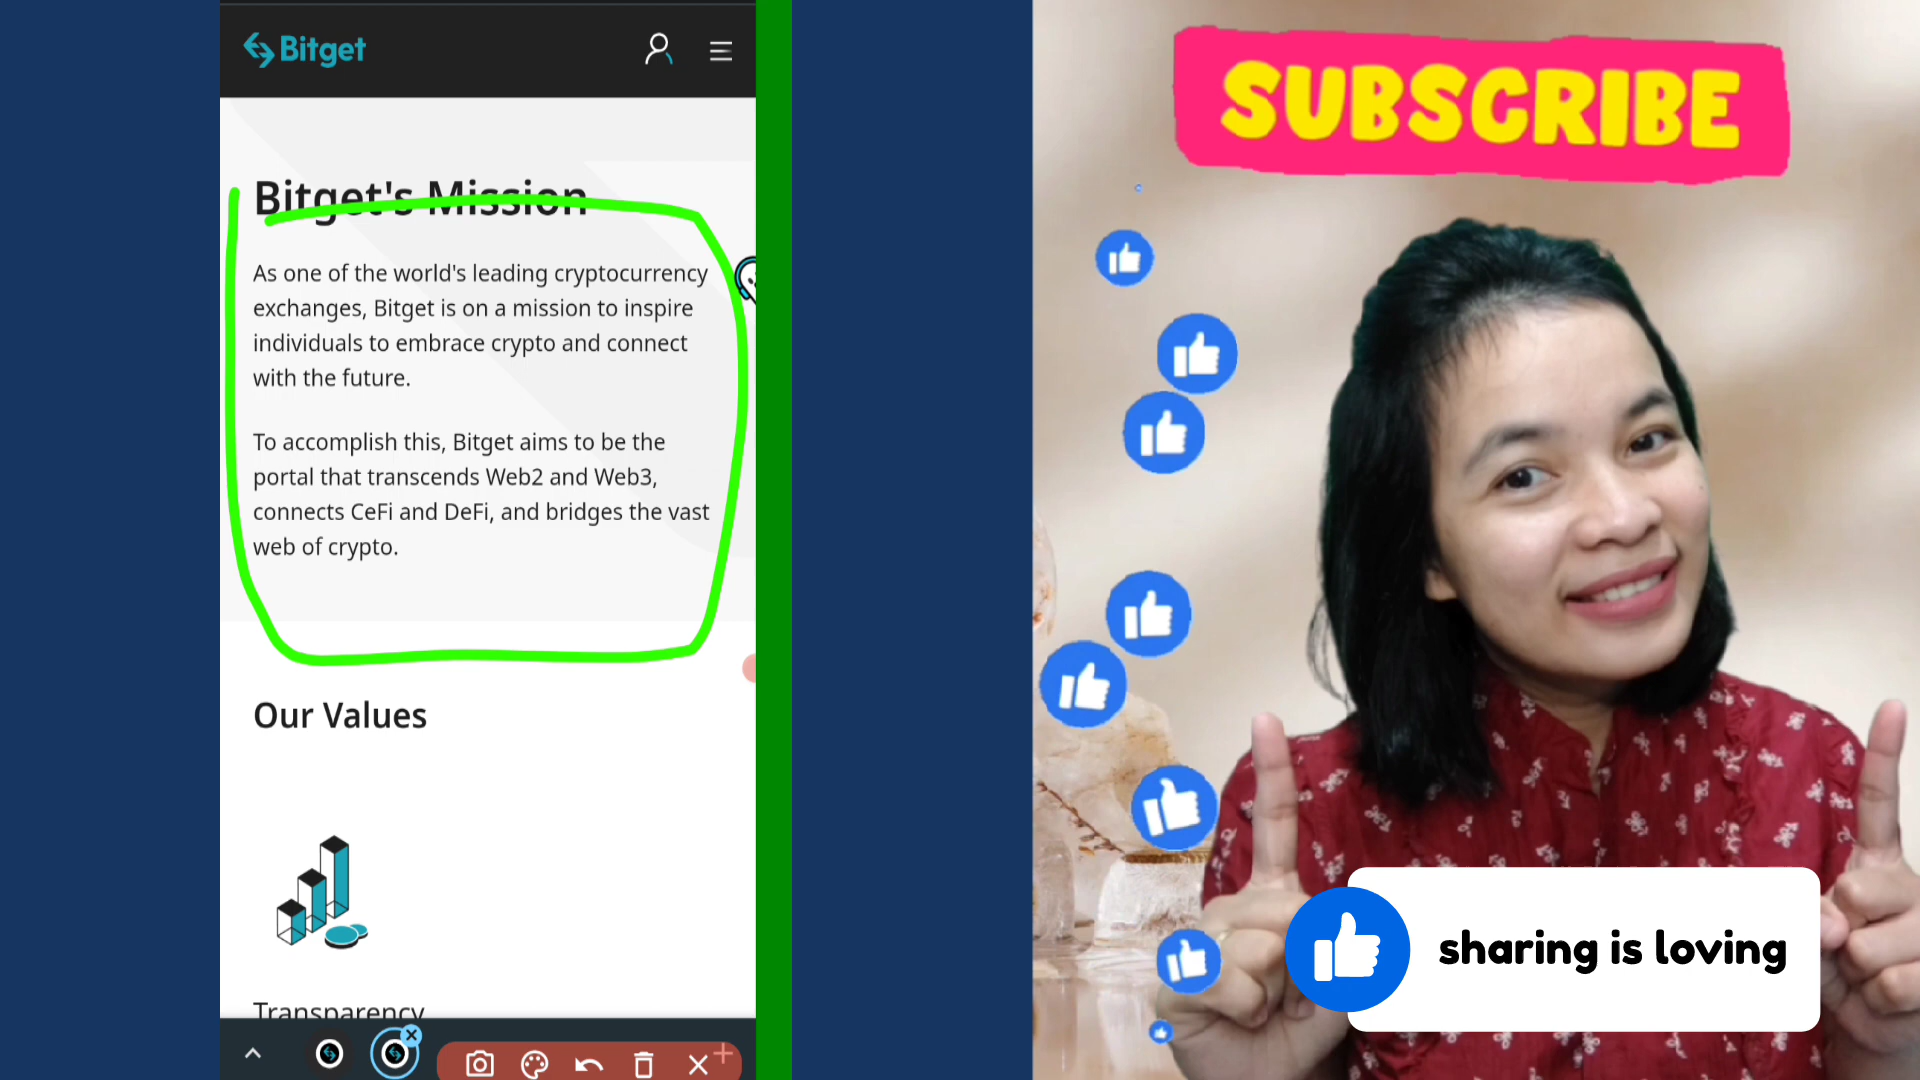 Bitget
Bitget's Mission
As one of the world's leading cryptocurrency
exchanges, Bitget is on a mission to inspire
individuals to embrace crypto and connect
with the future.
To accomplish this, Bitget aims to be the
portal that transcends Web2 and Web3,
connects CeFi and DeFi, and bridges the vast
web of crypto.
Our Values
Transparency
SUBSCRIBE
sharing is loving